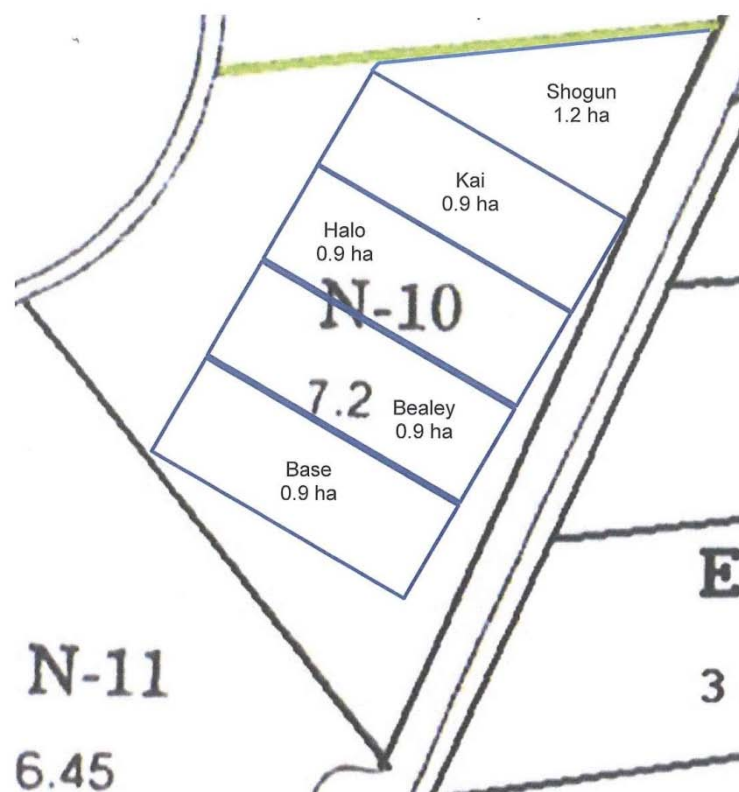 Shogun
1.2 ha
Kai
0.9 ha
Halo
0.9 ha
N-10
7.2
Bealey
0.9 ha
Base
0.9 ha
E
N-11
3
6.45